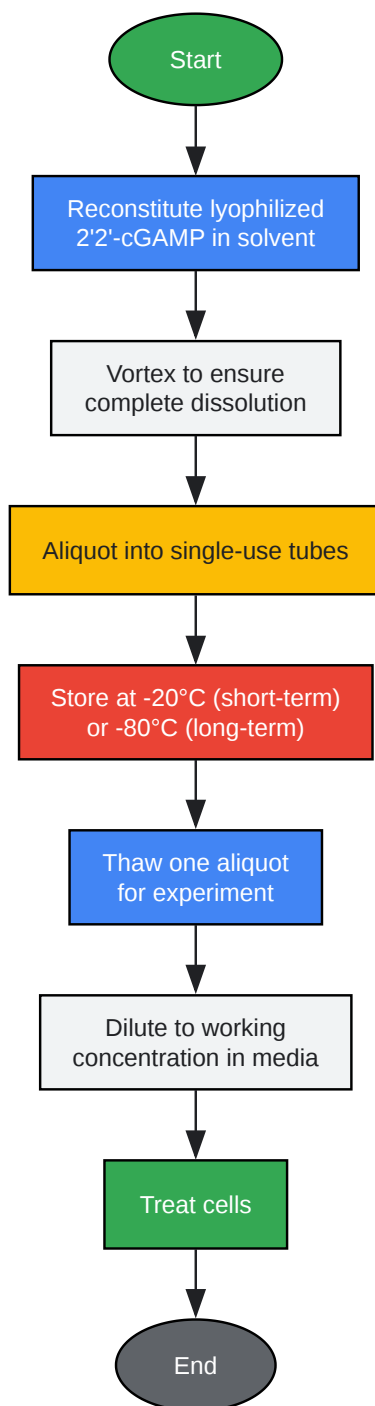 Start
Reconstitute lyophilized
2'2'-cGAMP in solvent
Vortex to ensure
complete dissolution
Aliquot into single-use tubes
Store at -20°C (short-term)
or -80°C (long-term)
Thaw one aliquot
for experiment
Dilute to working
concentration in media
Treat cells
End